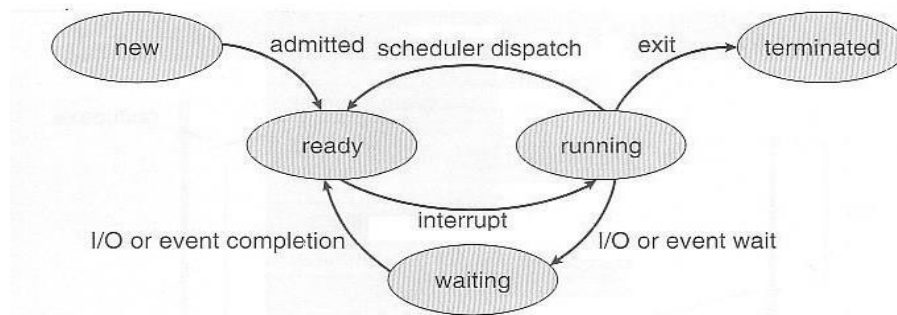 new
admitted
scheduler dispatch
exit
terminated
ready
running
interrupt
I/O or event completion
I/O or event wait
waiting